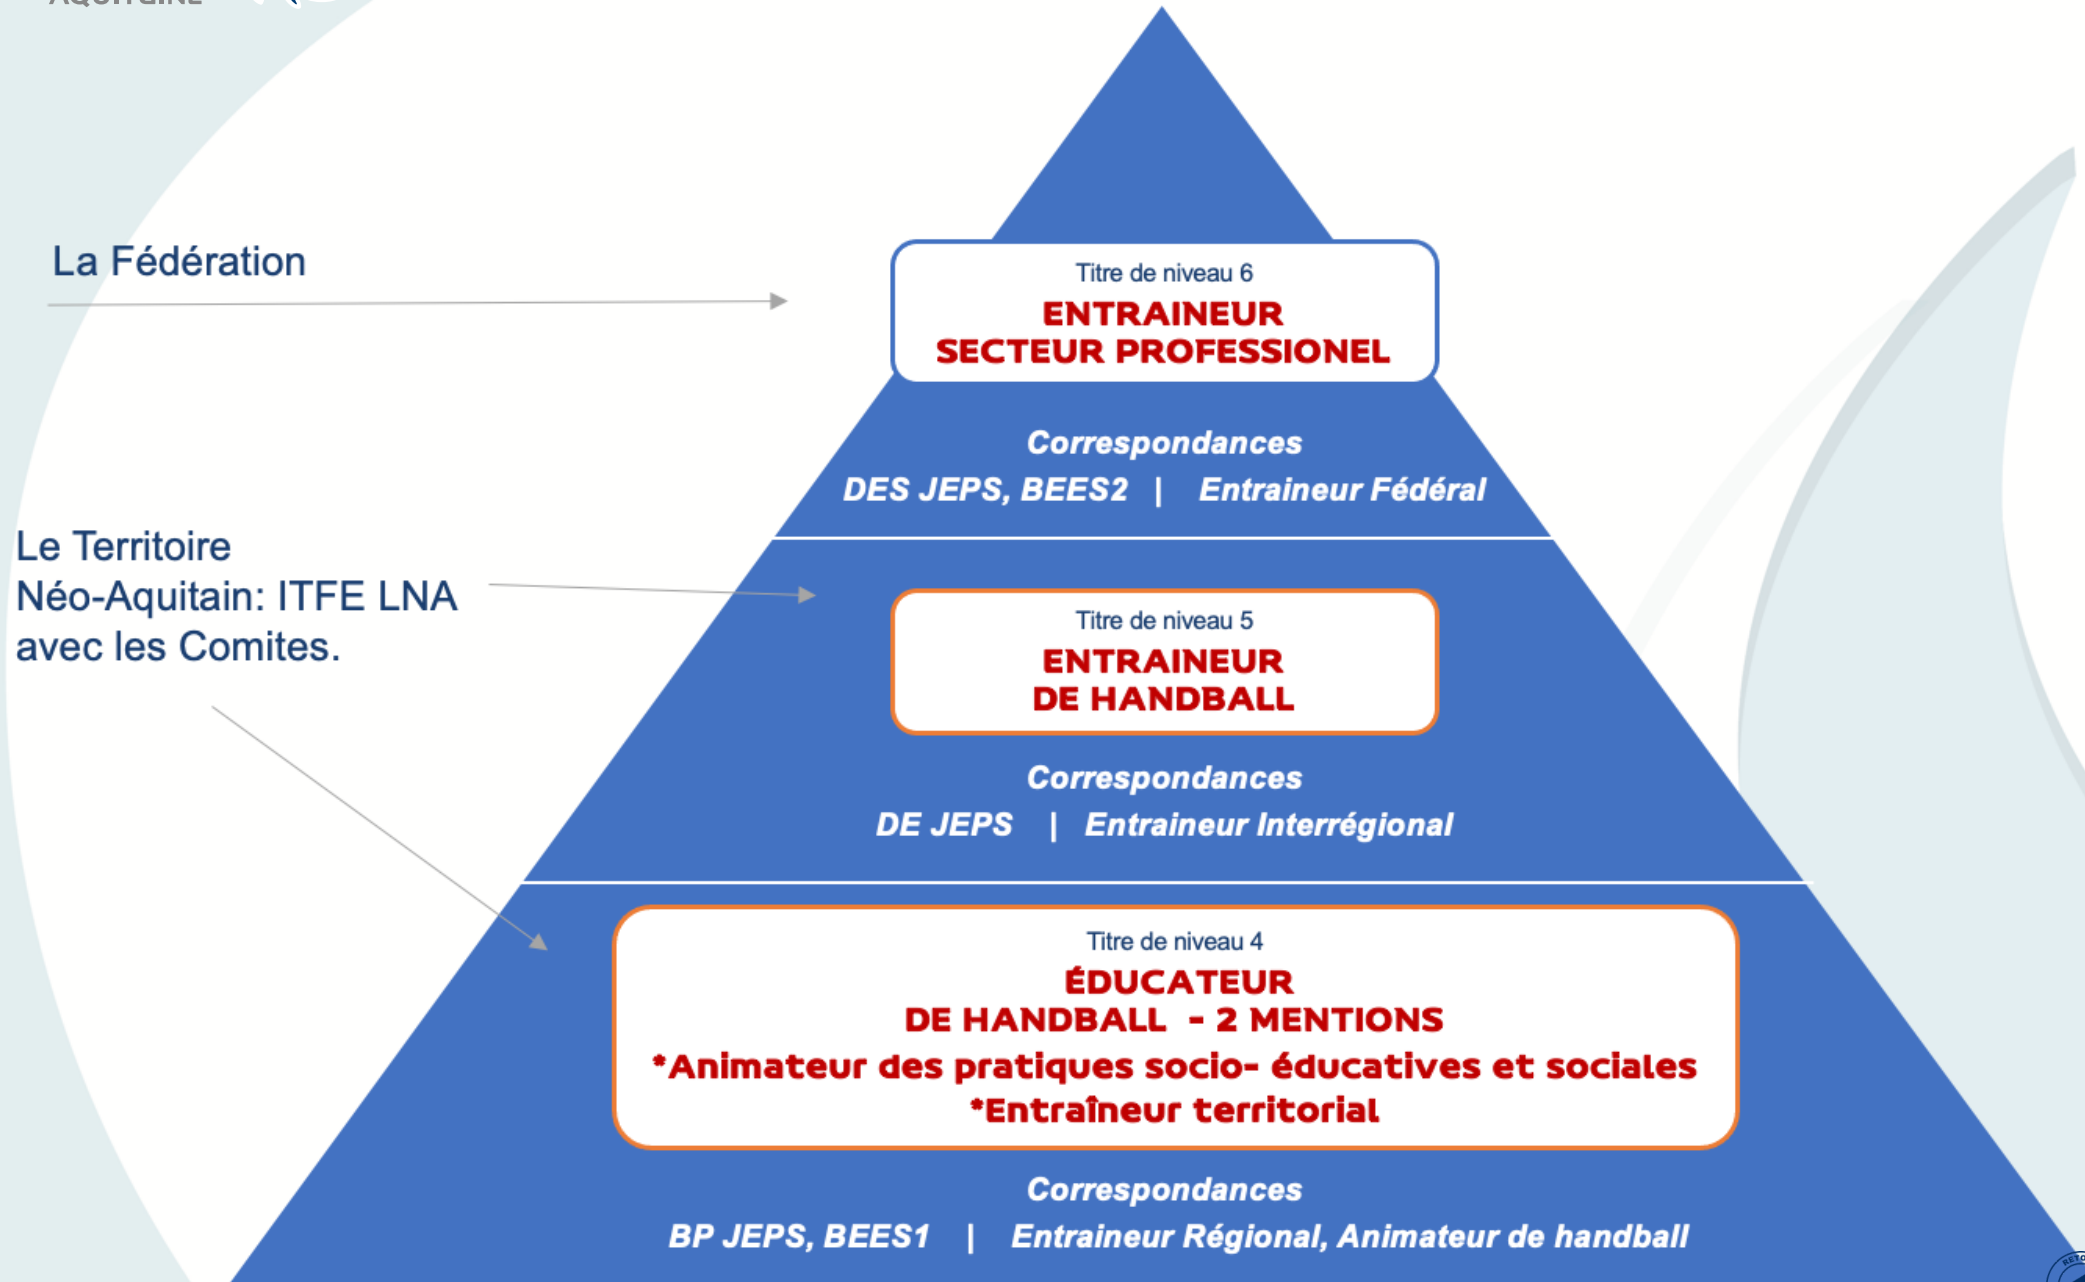 La Fédération
Titre de niveau 6
ENTRAINEUR
SECTEUR PROFESSIONEL
Correspondances
DES JEPS, BEES2 | Entraineur Fédéral
Le Territoire
Néo-Aquitain: ITFE LNA
avec les Comites.
Titre de niveau 5
ENTRAINEUR
DE HANDBALL
Correspondances
DE JEPS | Entraineur Interrégional
Titre de niveau 4
ÉDUCATEUR
DE HANDBALL - 2 MENTIONS
*Animateur des pratiques socio- éducatives et sociales
*Entraîneur territorial
Correspondances
BP JEPS, BEES1 | Entraineur Régional, Animateur de handball